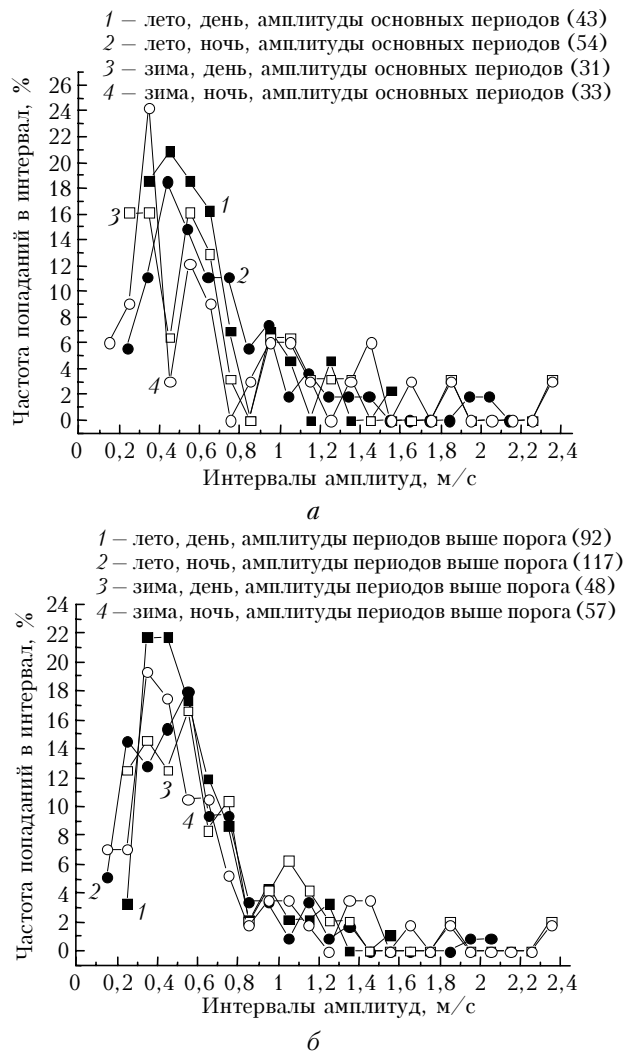 1 – лето, день, амплитуды основных периодов (43)
2 – лето, ночь, амплитуды основных периодов (54)
3 – зима, день, амплитуды основных периодов (31)
4 – зима, ночь, амплитуды основных периодов (33)
Частота попаданий в интервал, %
26
24
22
20
18
16
14
12
10
8
6
4
2
0
1
3
2
4
0 0,2 0,4 0,6 0,8 1 1,2 1,4 1,6 1,8 2 2,2 2,4
Интервалы амплитуд, м/с
а
1 – лето, день, амплитуды периодов выше порога (92)
2 – лето, ночь, амплитуды периодов выше порога (117)
3 – зима, день, амплитуды периодов выше порога (48)
4 – зима, ночь, амплитуды периодов выше порога (57)
Частота попаданий в интервал, %
24
22
20
18
16
14
12
10
8
6
4
2
0
3
4
2
1
0 0,2 0,4 0,6 0,8 1 1,2 1,4 1,6 1,8 2 2,2 2,4
Интервалы амплитуд, м/с
б